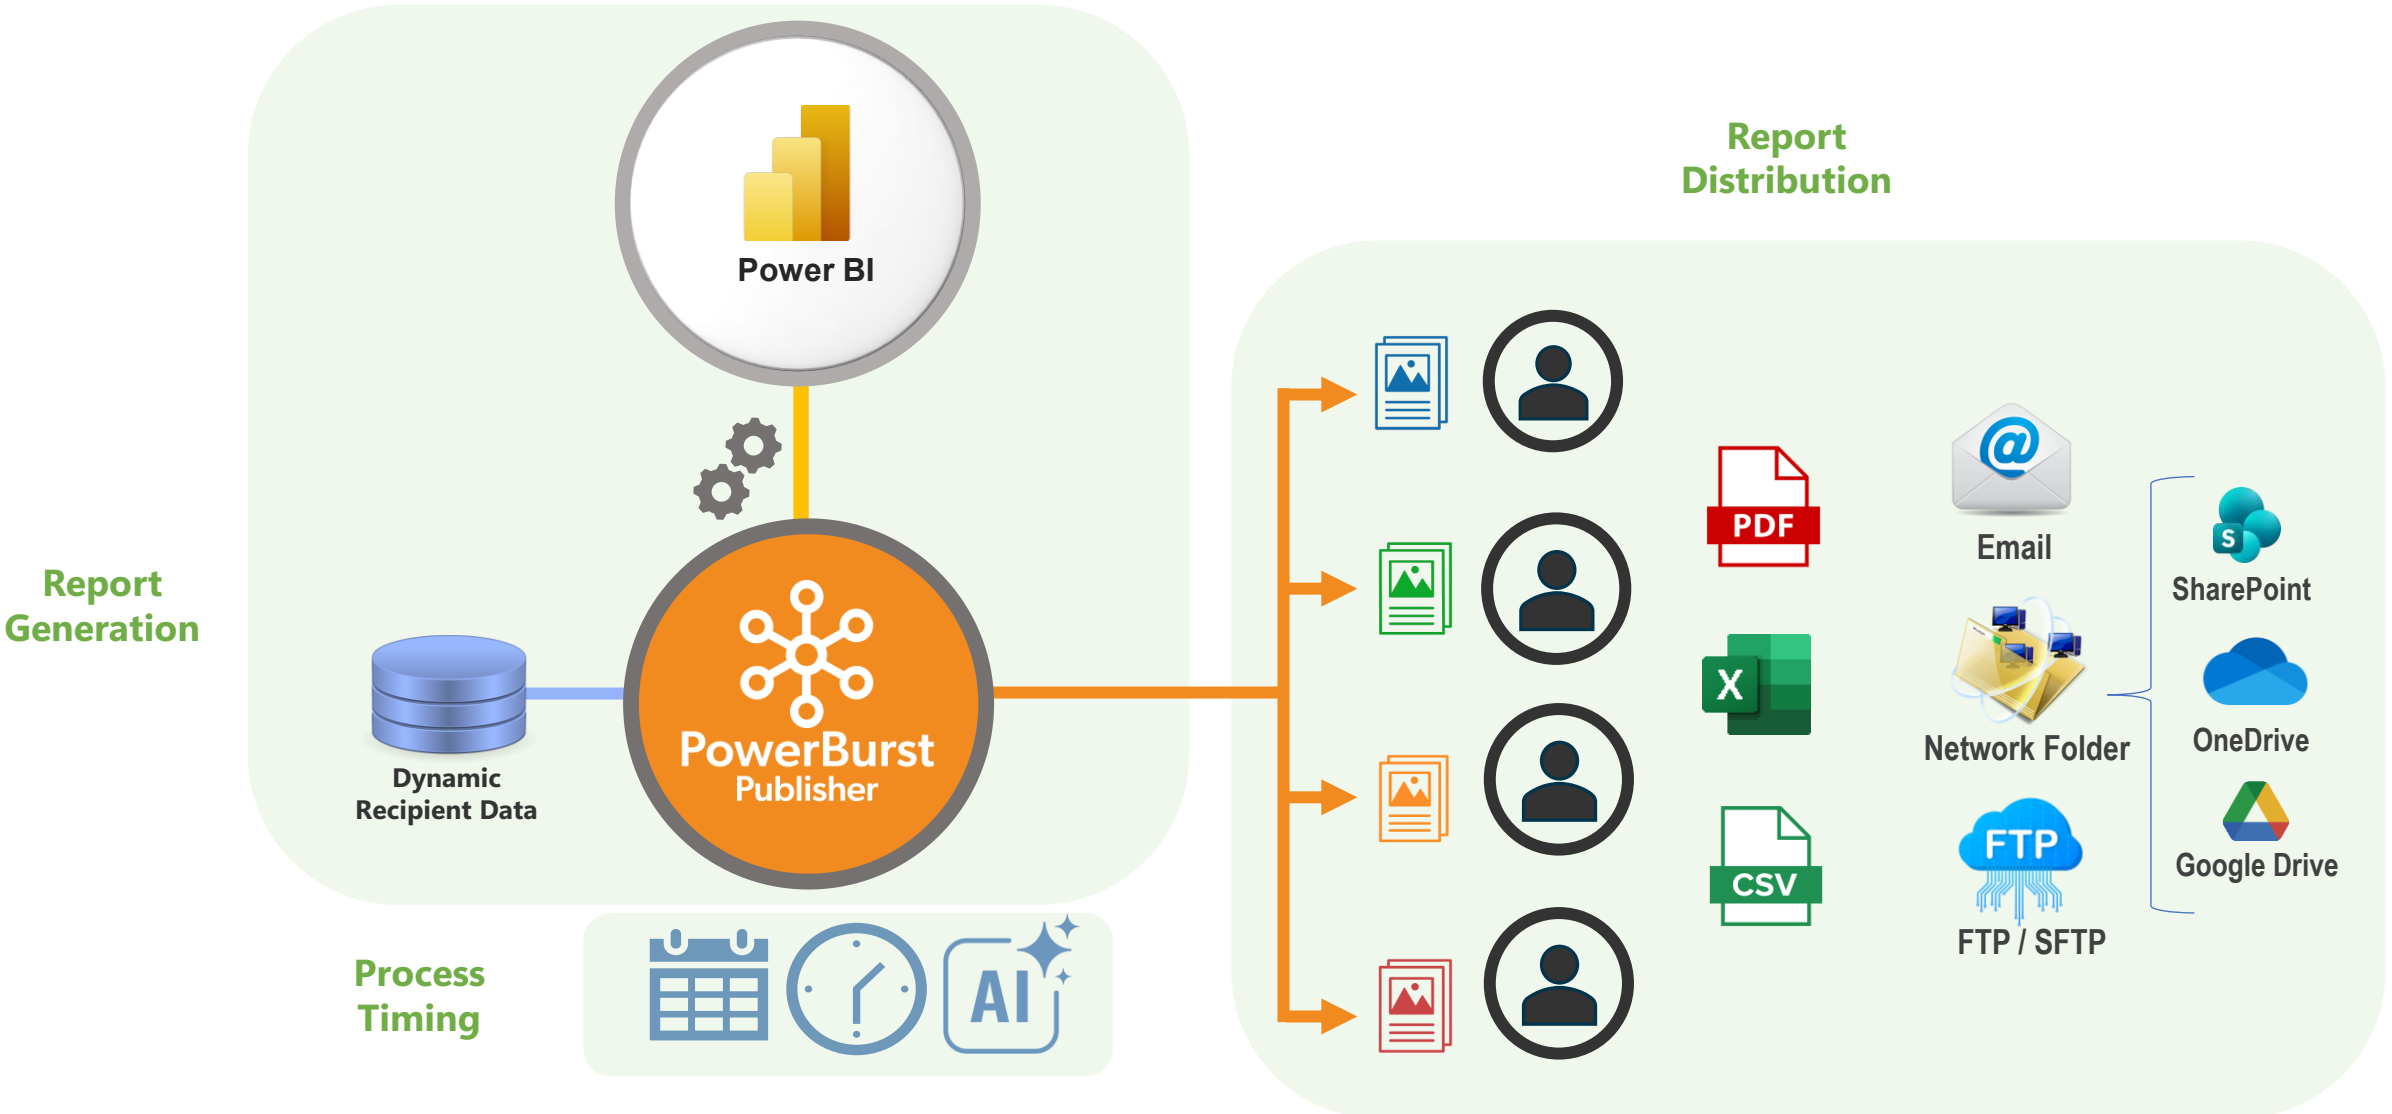 Report
Generation
Power BI
Dynamic
Recipient Data
PowerBurst
Publisher
Process
Timing
AI
Report
Distribution
PDF
X
CSV
@
Email
Network Folder
FTP
FTP / SFTP
S
SharePoint
OneDrive
Google Drive